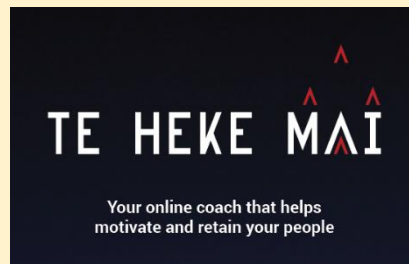 TE HEKE MAI
Your online coach that helps
motivate and retain your people